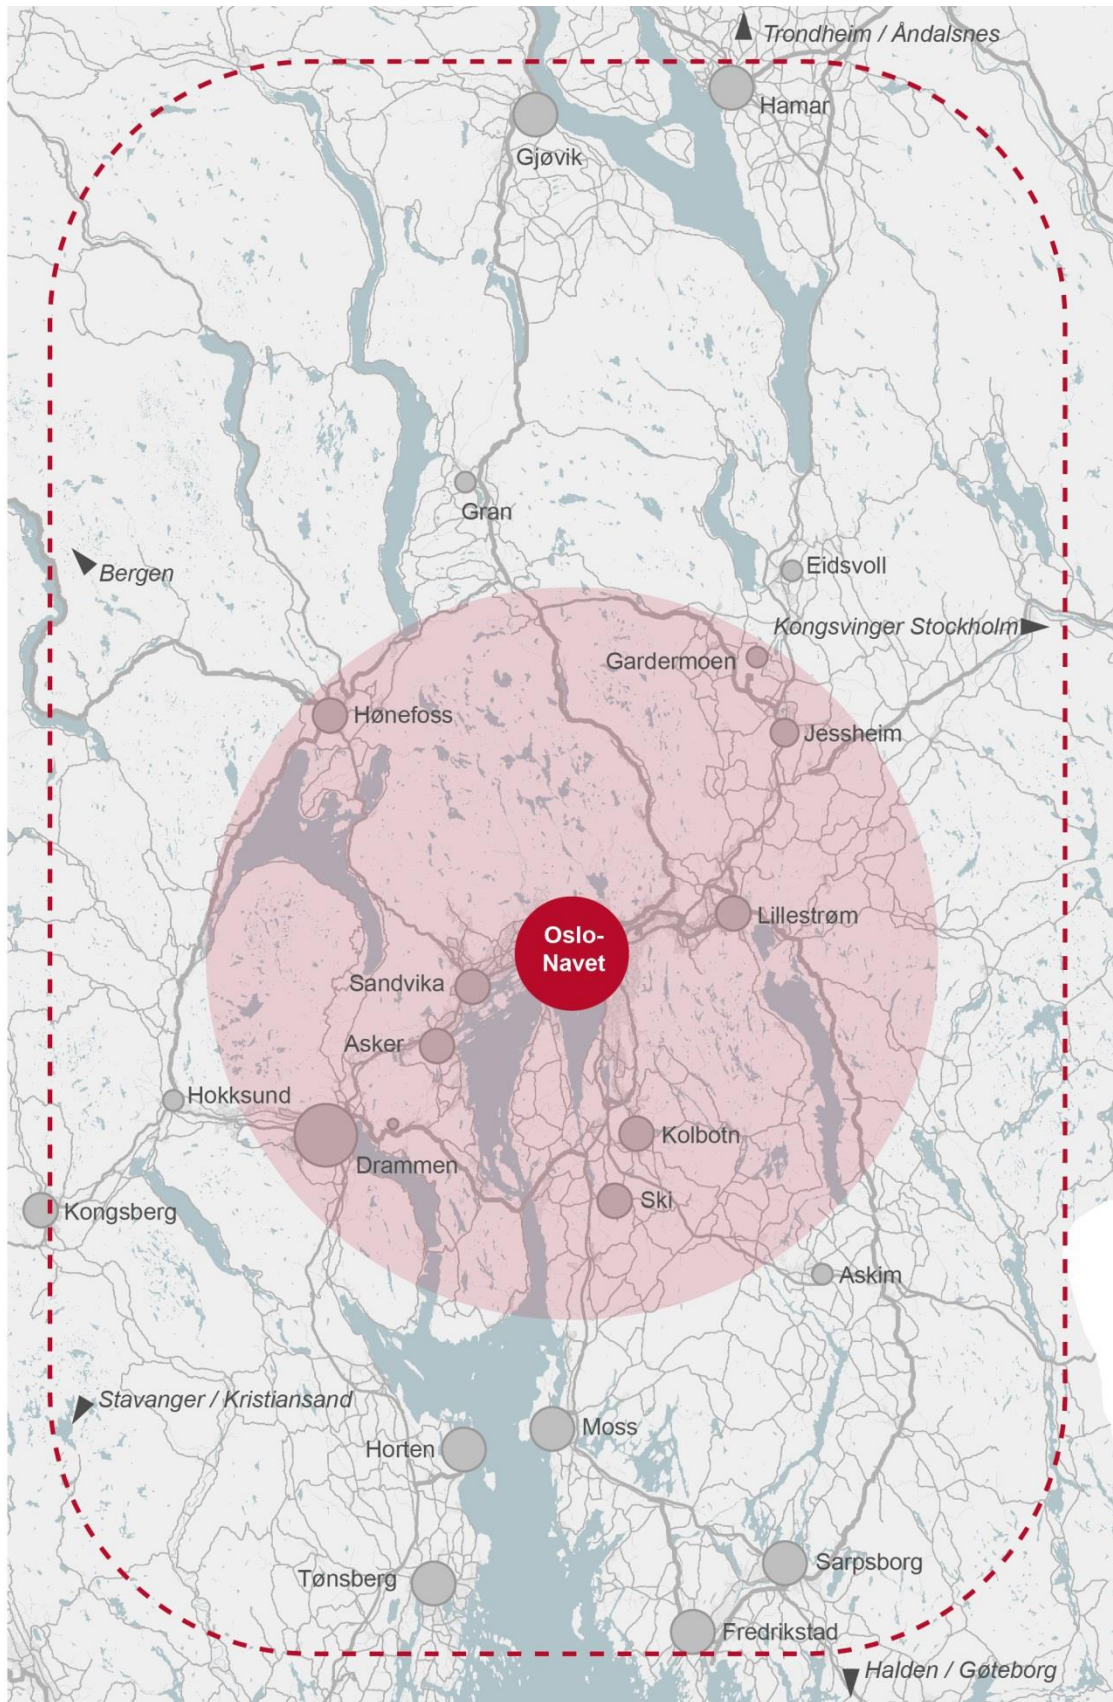 Trondheim / Åndalsnes
Hamar
Gjøvik
Gran
Bergen
Eidsvoll
Kongsvinger Stockholm
Gardermoen
Hønefoss
Jessheim
Lillestrøm
Oslo-
Navet
Sandvika
Asker
Hokksund
Kolbotn
Drammen
Ski
Kongsberg
Askim
Stavanger / Kristiansand
Moss
Horten
Sarpsborg
Tønsberg
Fredrikstad
Halden / Gøteborg